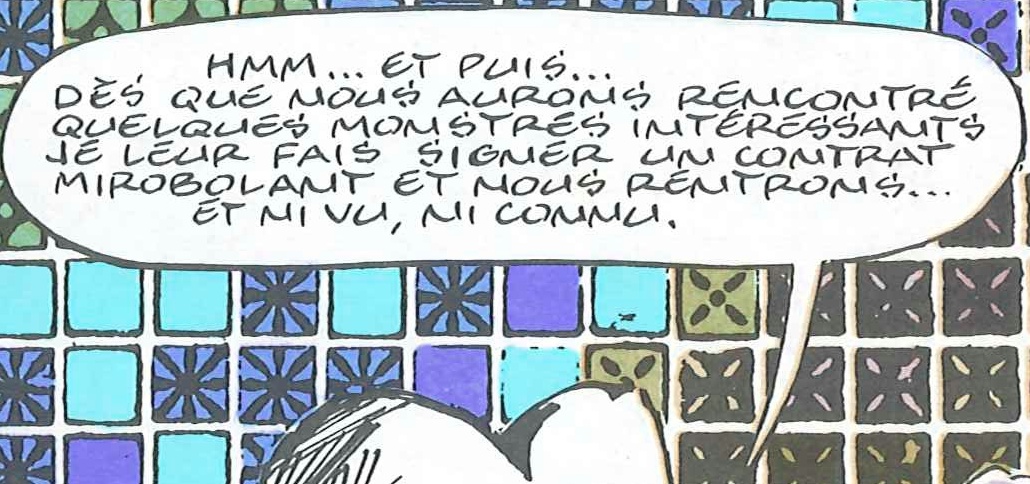 HMM... ET PUIS...
DÈS QUE NOUS AURONS RENCONTRÉ
QUELQUES MONSTRES INTÉRESSANTS
JE LEUR FAIS SIGNER UN CONTRAT
MIROBOLANT ET NOUS RENTRONS...
ET NI VU, NI CONNU.